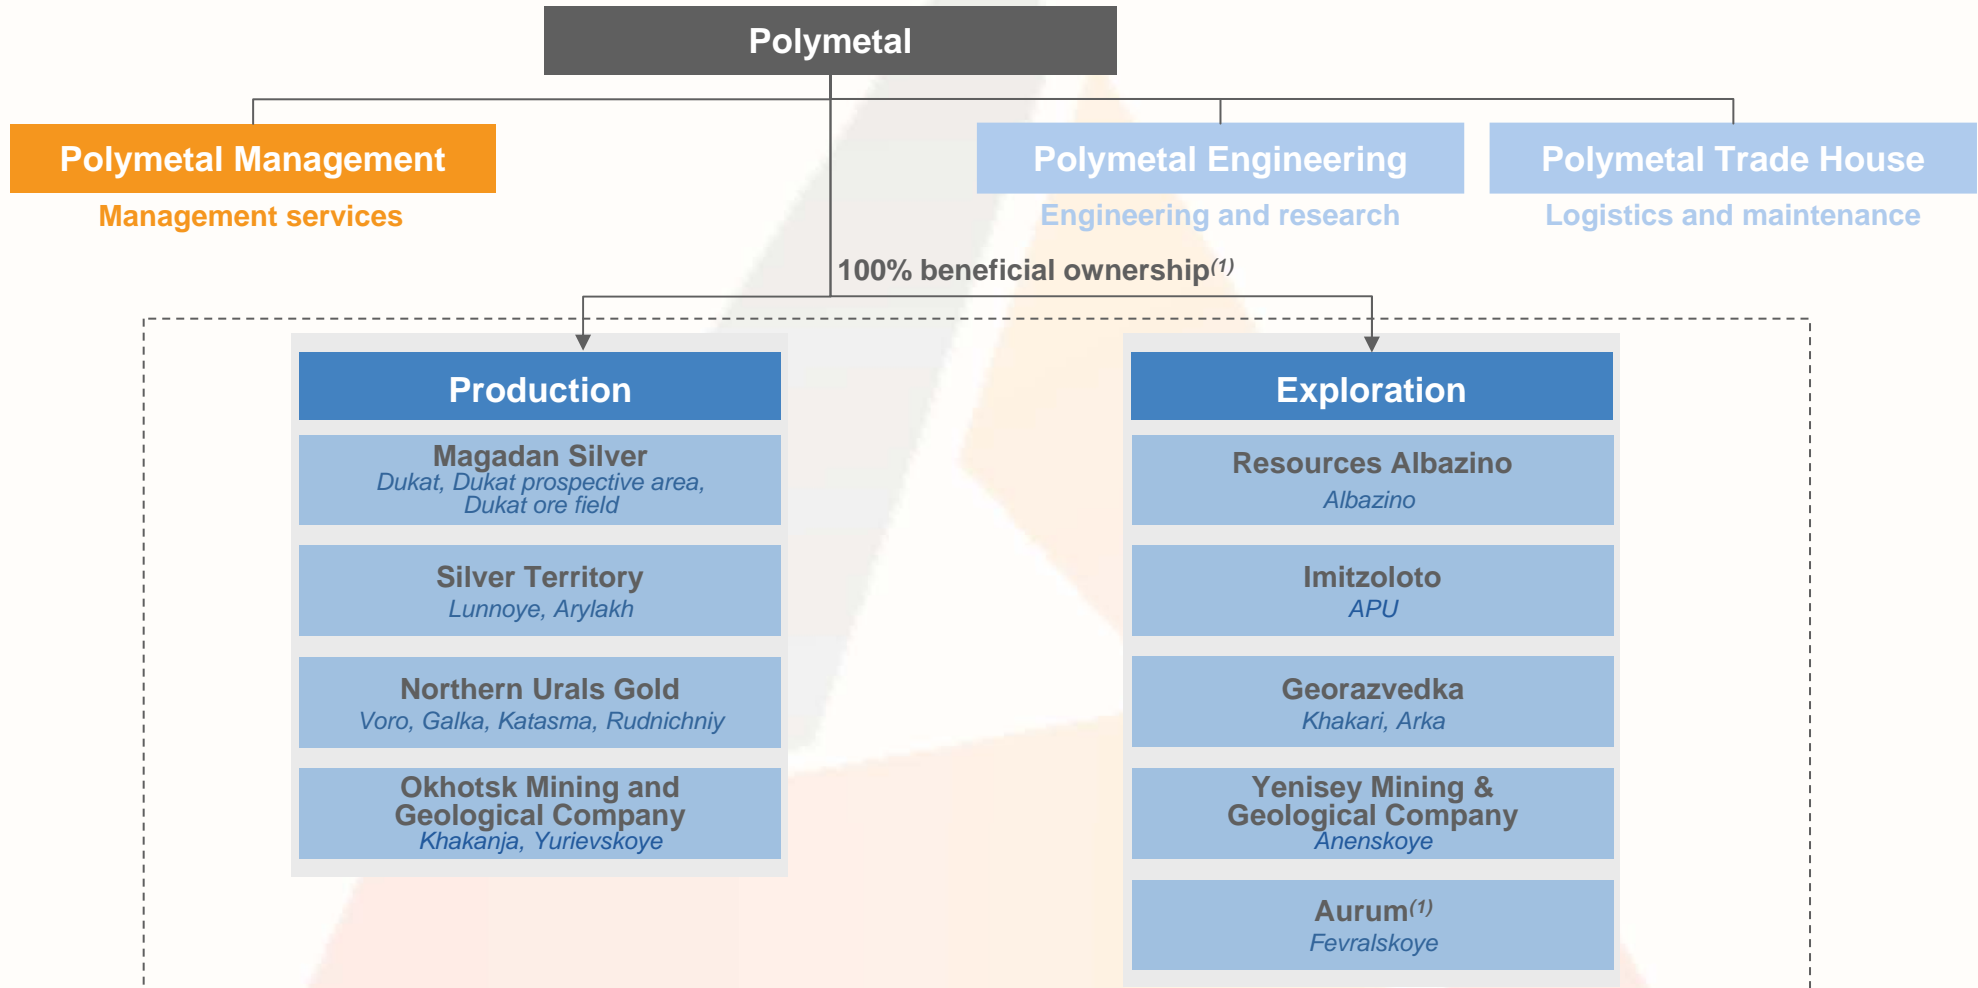 Polymetal
Polymetal Management
Management services
Polymetal Engineering
Engineering and research
Polymetal Trade House
Logistics and maintenance
100% beneficial ownership(1)
Production
Magadan Silver
Dukat, Dukat prospective area,
Dukat ore field
Silver Territory
Lunnoye, Arylakh
Northern Urals Gold
Voro, Galka, Katasma, Rudnichniy
Okhotsk Mining and
Geological Company
Khakanja, Yurievskoye
Exploration
Resources Albazino
Albazino
Imitzoloto
APU
Georazvedka
Khakari, Arka
Yenisey Mining &
Geological Company
Anenskoye
Aurum(1)
Fevralskoye